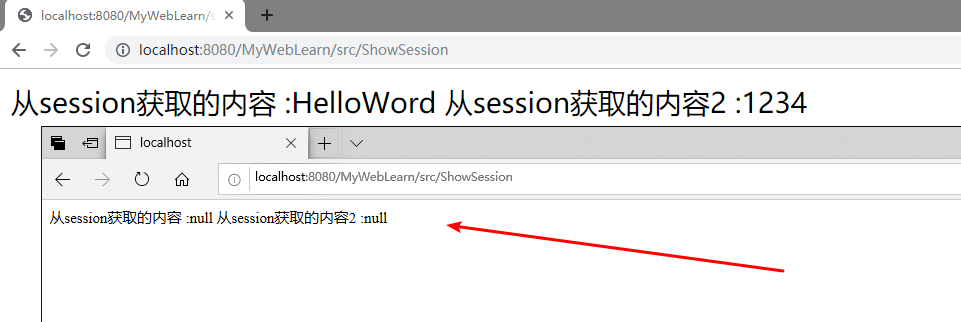 localhost:8080/MyWebLearn/s
localhost:8080/MyWebLearn/src/ShowSession
从session获取的内容 :HelloWord 从session获取的内容2 :1234
localhost
localhost:8080/MyWebLearn/src/ShowSession
从session获取的内容 :null 从session获取的内容2 :null